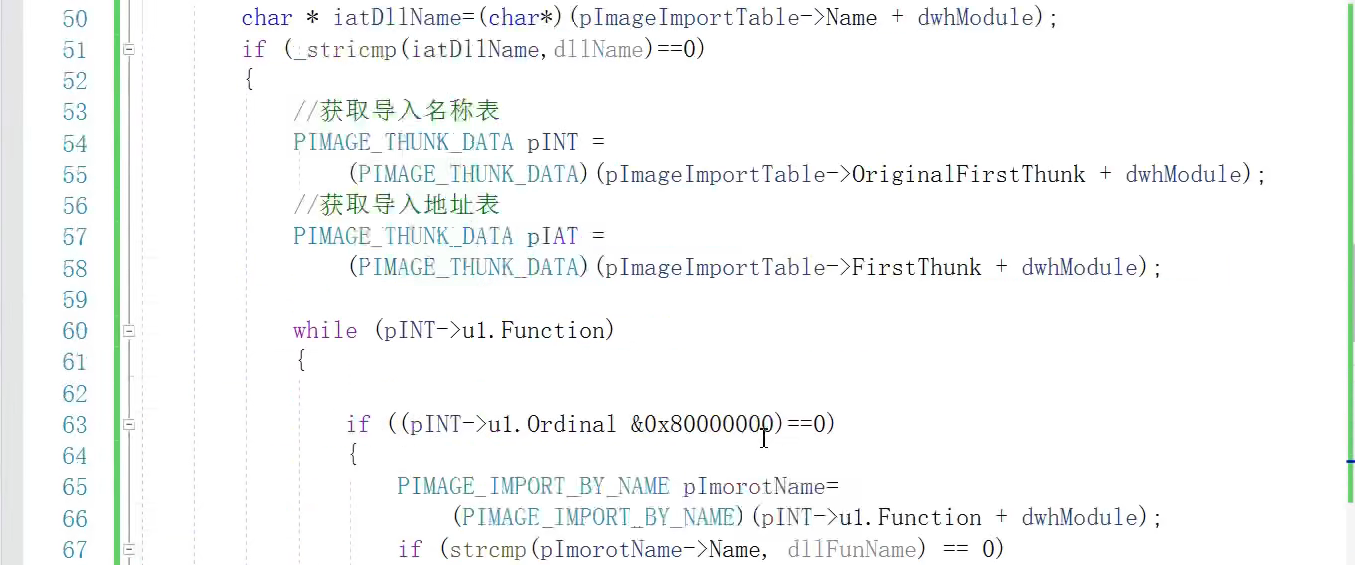 50 char * iatDllName=(char*)(pImageImportTable->Name + dwhModule);
51 if (_stricmp(iatDllName,dllName)==0)
52 {
53 //获取导入名称表
54 PIMAGE_THUNK_DATA pINT =
55 (PIMAGE_THUNK_DATA)(pImageImportTable->OriginalFirstThunk + dwhModule);
56 //获取导入地址表
57 PIMAGE_THUNK_DATA pIAT =
58 (PIMAGE_THUNK_DATA)(pImageImportTable->FirstThunk + dwhModule);
59
60 while (pINT->u1.Function)
61 {
62
63 if ((pINT->u1.Ordinal &0x80000000)==0)
64 {
65 PIMAGE_IMPORT_BY_NAME pImorotName=
66 (PIMAGE_IMPORT_BY_NAME)(pINT->u1.Function + dwhModule);
67 if (strcmp(pImorotName->Name, dllFunName) == 0)